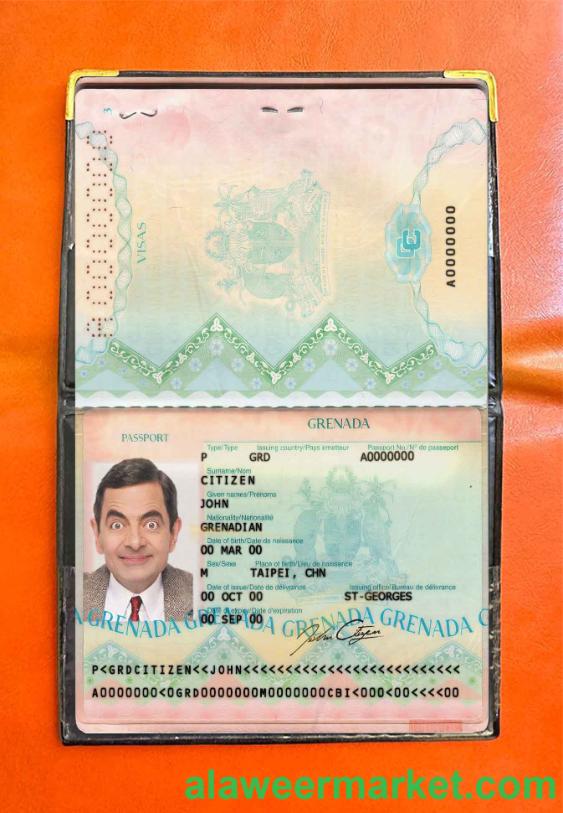 A0000000
VISAS
A0000000
GRENADA
PASSPORT
Type/Type Issuing country/Pays émetteur Passport No./N° de passeport
P GRD A0000000
Surname/Nom
CITIZEN
Given names/Prénoms
JOHN
Nationality/Nationalité
GRENADIAN
Date of birth/Date de naissance
00 MAR 00
Sex/Sexe Place of birth/Lieu de naissance
M TAIPEI, CHN
Date of issue/Date de délivrance Issuing office/Bureau de délivrance
00 OCT 00 ST-GEORGES
Date of expiry/Date d'expiration
00 SEP 00
GRENADA GRENADA GRENADA GRENADA
John Citizen
P<GRDCITIZEN<<JOHN<<<<<<<<<<<<<<<<<<<<<<<<<<
A0000000<0GRD0000000M0000000CBI<000<00<<<<00
alaweermarket.com